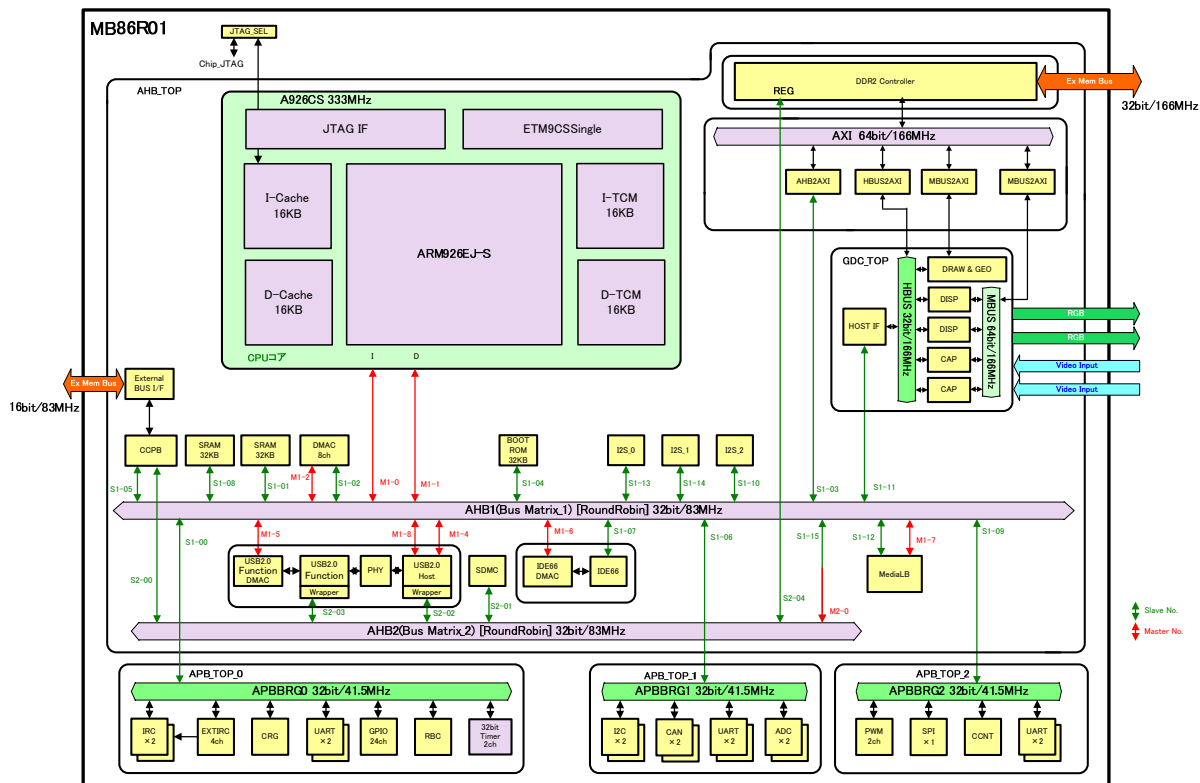 MB86R01
JTAG_SEL
Chip_JTAG
AHB_TOP
A926CS 333MHz
JTAG IF
ETM9CSSingle
I-Cache
16KB
I-TCM
16KB
ARM926EJ-S
D-Cache
16KB
D-TCM
16KB
CPUコア
I
D
DDR2 Controller
REG
Ex Mem Bus
32bit/166MHz
AXI 64bit/166MHz
AHB2AXI
HBUS2AXI
MBUS2AXI
MBUS2AXI
GDC_TOP
HBUS 32bit/166MHz
DRAW & GEO
DISP
DISP
CAP
CAP
MBUS 64bit/166MHz
HOST IF
RGB
RGB
Video Input
Video Input
Ex Mem Bus
16bit/83MHz
External
BUS I/F
CCPB
SRAM
32KB
SRAM
32KB
DMAC
8ch
BOOT
ROM
32KB
I2S_0
I2S_1
I2S_2
S1-05
S1-08
S1-01
M1-2
S1-02
M1-0
M1-1
S1-04
S1-13
S1-14
S1-10
S1-03
S1-11
AHB1(Bus Matrix_1) [RoundRobin] 32bit/83MHz
S1-00
M1-5
M1-8
M1-4
M1-6
S1-07
S1-06
S1-15
S1-12
M1-7
S1-09
USB2.0
Function
DMAC
USB2.0
Function
Wrapper
PHY
USB2.0
Host
Wrapper
SDMC
IDE66
DMAC
IDE66
MediaLB
S2-00
S2-03
S2-02
S2-01
S2-04
M2-0
AHB2(Bus Matrix_2) [RoundRobin] 32bit/83MHz
Slave No.
Master No.
APB_TOP_0
APBBRG0 32bit/41.5MHz
IRC
×2
EXTIRC
4ch
CRG
UART
×2
GPIO
24ch
RBC
32bit
Timer
2ch
APB_TOP_1
APBBRG1 32bit/41.5MHz
I2C
×2
CAN
×2
UART
×2
ADC
×2
APB_TOP_2
APBBRG2 32bit/41.5MHz
PWM
2ch
SPI
×1
CCNT
UART
×2